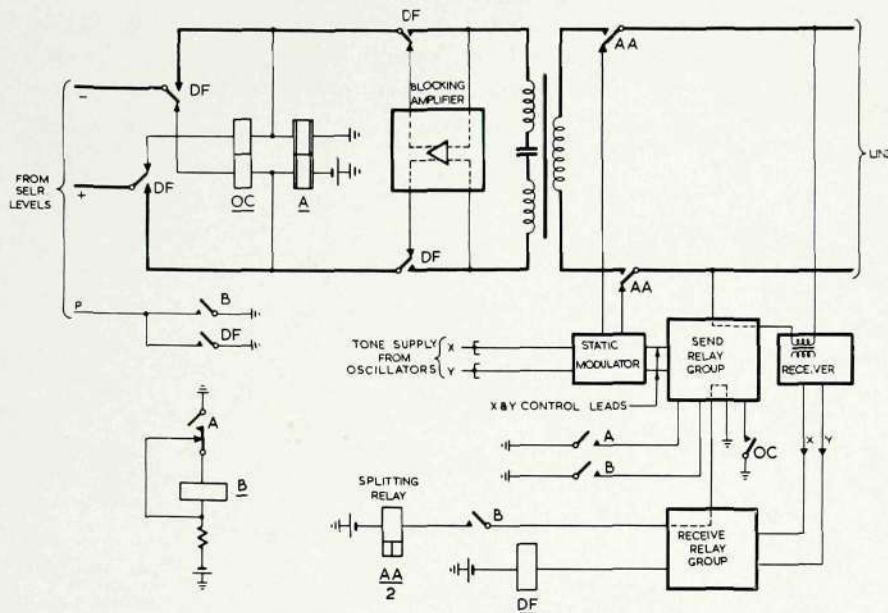 DF
AA
DF
BLOCKING
AMPLIFIER
−
LINE
FROM
SELR
LEVELS
+
DF
OC
A
DF
AA
P
B
DF
TONE SUPPLY
FROM
OSCILLATORS
X
Y
STATIC
MODULATOR
SEND
RELAY
GROUP
RECEIVER
X & Y CONTROL LEADS
A
A
X
Y
OC
B
B
SPLITTING
RELAY
B
RECEIVE
RELAY
GROUP
AA
2
DF